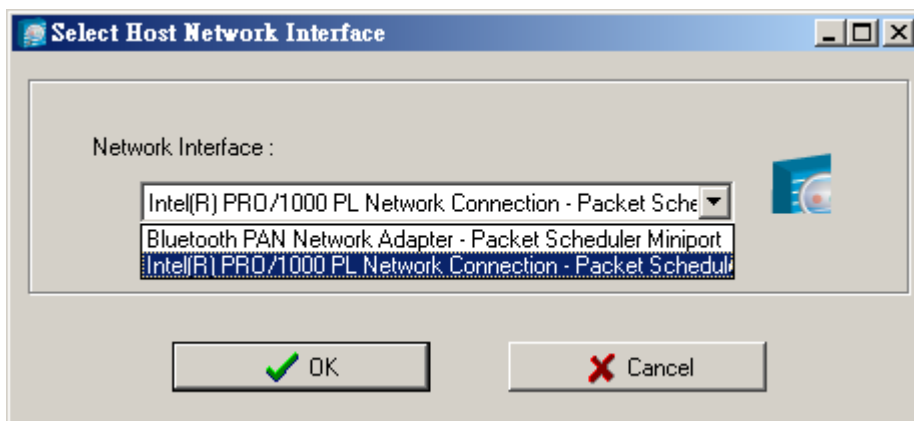 Select Host Network Interface
Network Interface :
Intel(R) PRO/1000 PL Network Connection - Packet Sche
Bluetooth PAN Network Adapter - Packet Scheduler Miniport
Intel(R) PRO/1000 PL Network Connection - Packet Schedul
OK
Cancel